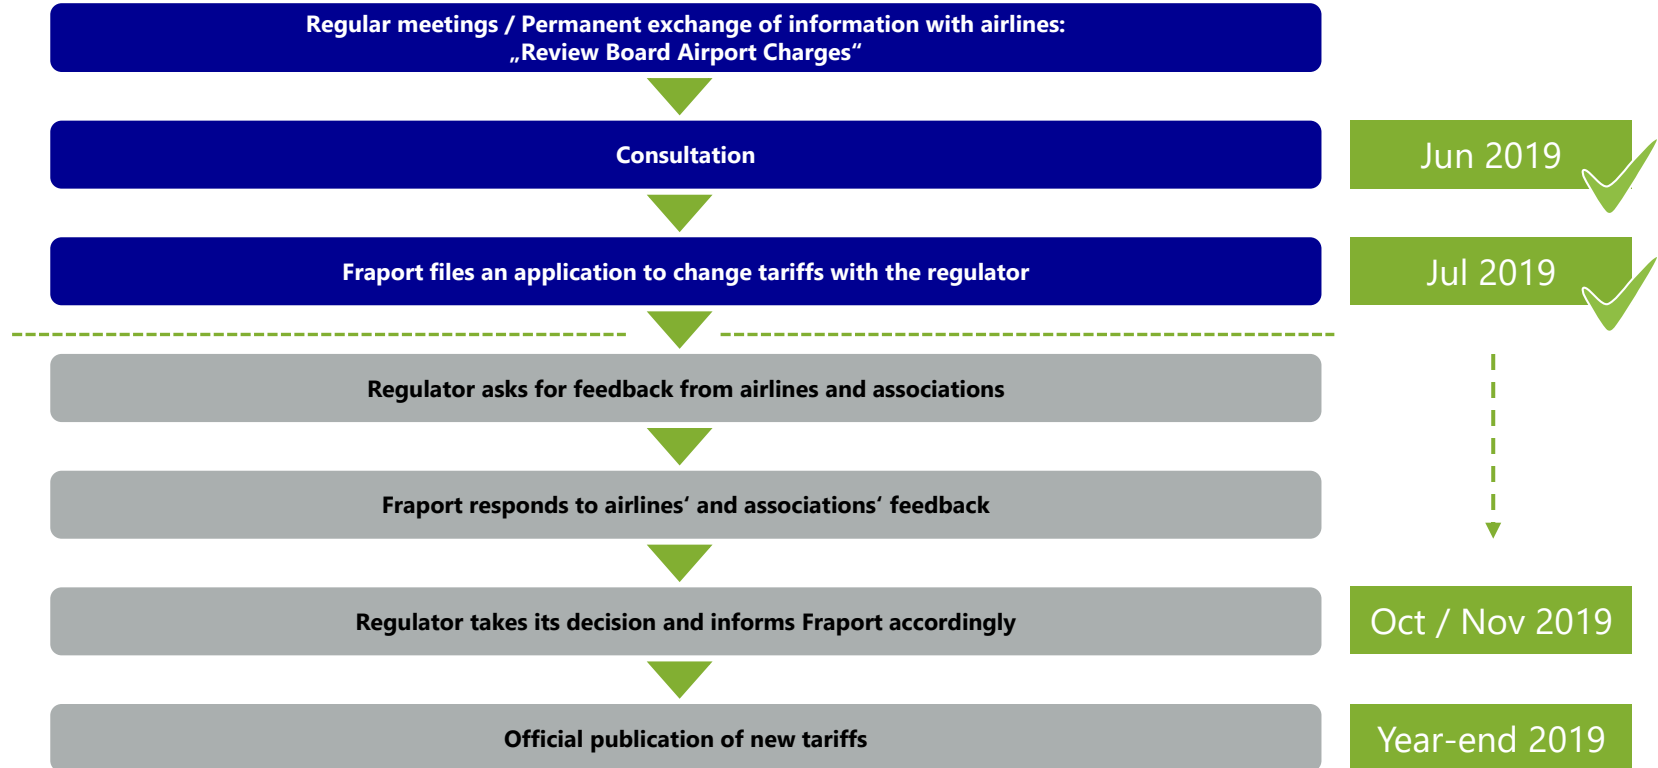 Regular meetings / Permanent exchange of information with airlines:
„Review Board Airport Charges“
Consultation
Jun 2019
Fraport files an application to change tariffs with the regulator
Jul 2019
Regulator asks for feedback from airlines and associations
Fraport responds to airlines‘ and associations‘ feedback
Regulator takes its decision and informs Fraport accordingly
Oct / Nov 2019
Official publication of new tariffs
Year-end 2019